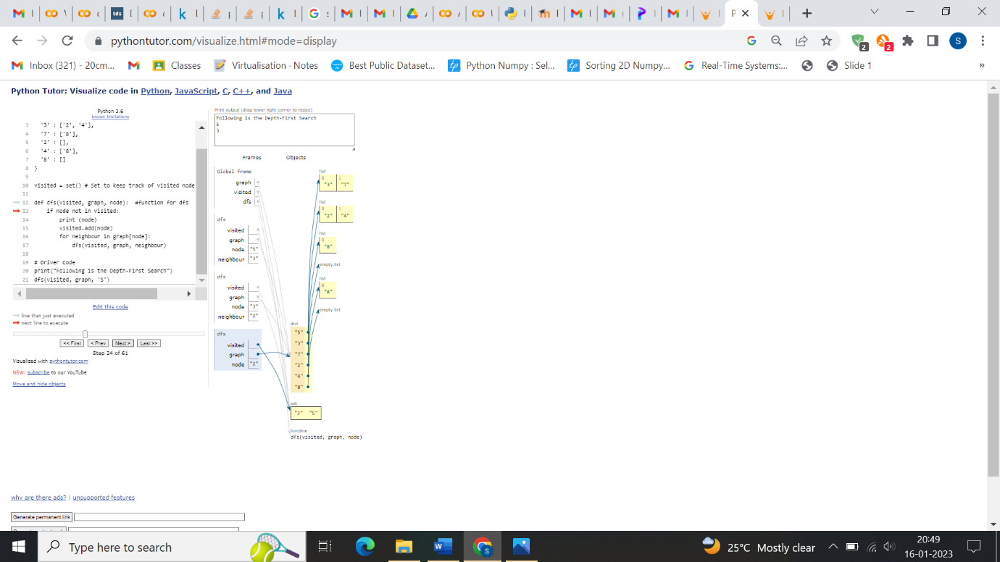 pythontutor.com/visualize.html#mode=display
2
2
S
Inbox (321) - 20cm...
Classes
Virtualisation · Notes
Best Public Dataset...
Python Numpy : Sel...
Sorting 2D Numpy...
Real-Time Systems:...
Slide 1
»
Python Tutor: Visualize code in Python, JavaScript, C, C++, and Java
Python 3.6
known limitations
3 '3' : ['2', '4'],
4 '7' : ['8'],
5 '2' : [],
6 '4' : ['8'],
7 '8' : []
8 }
9
10 visited = set() # Set to keep track of visited node
11
12 def dfs(visited, graph, node): #function for dfs
13 if node not in visited:
14 print (node)
15 visited.add(node)
16 for neighbour in graph[node]:
17 dfs(visited, graph, neighbour)
18
19 # Driver Code
20 print("Following is the Depth-First Search")
21 dfs(visited, graph, '5')
Edit this code
line that just executed
next line to execute
<< First
< Prev
Next >
Last >>
Step 24 of 61
Visualized with pythontutor.com
NEW: subscribe to our YouTube
Move and hide objects
Print output (drag lower right corner to resize)
Following is the Depth-First Search
5
3
Frames Objects
Global frame
graph
visited
dfs
dfs
visited
graph
node "5"
neighbour "3"
dfs
visited
graph
node "3"
neighbour "2"
dfs
visited
graph
node "2"
list
0 1
"3" "7"
list
0 1
"2" "4"
list
0
"8"
empty list
list
0
"8"
empty list
dict
"5"
"3"
"7"
"2"
"4"
"8"
set
"3" "5"
function
dfs(visited, graph, node)
why are there ads? | unsupported features
Generate permanent link
Type here to search
25°C Mostly clear
20:49
16-01-2023